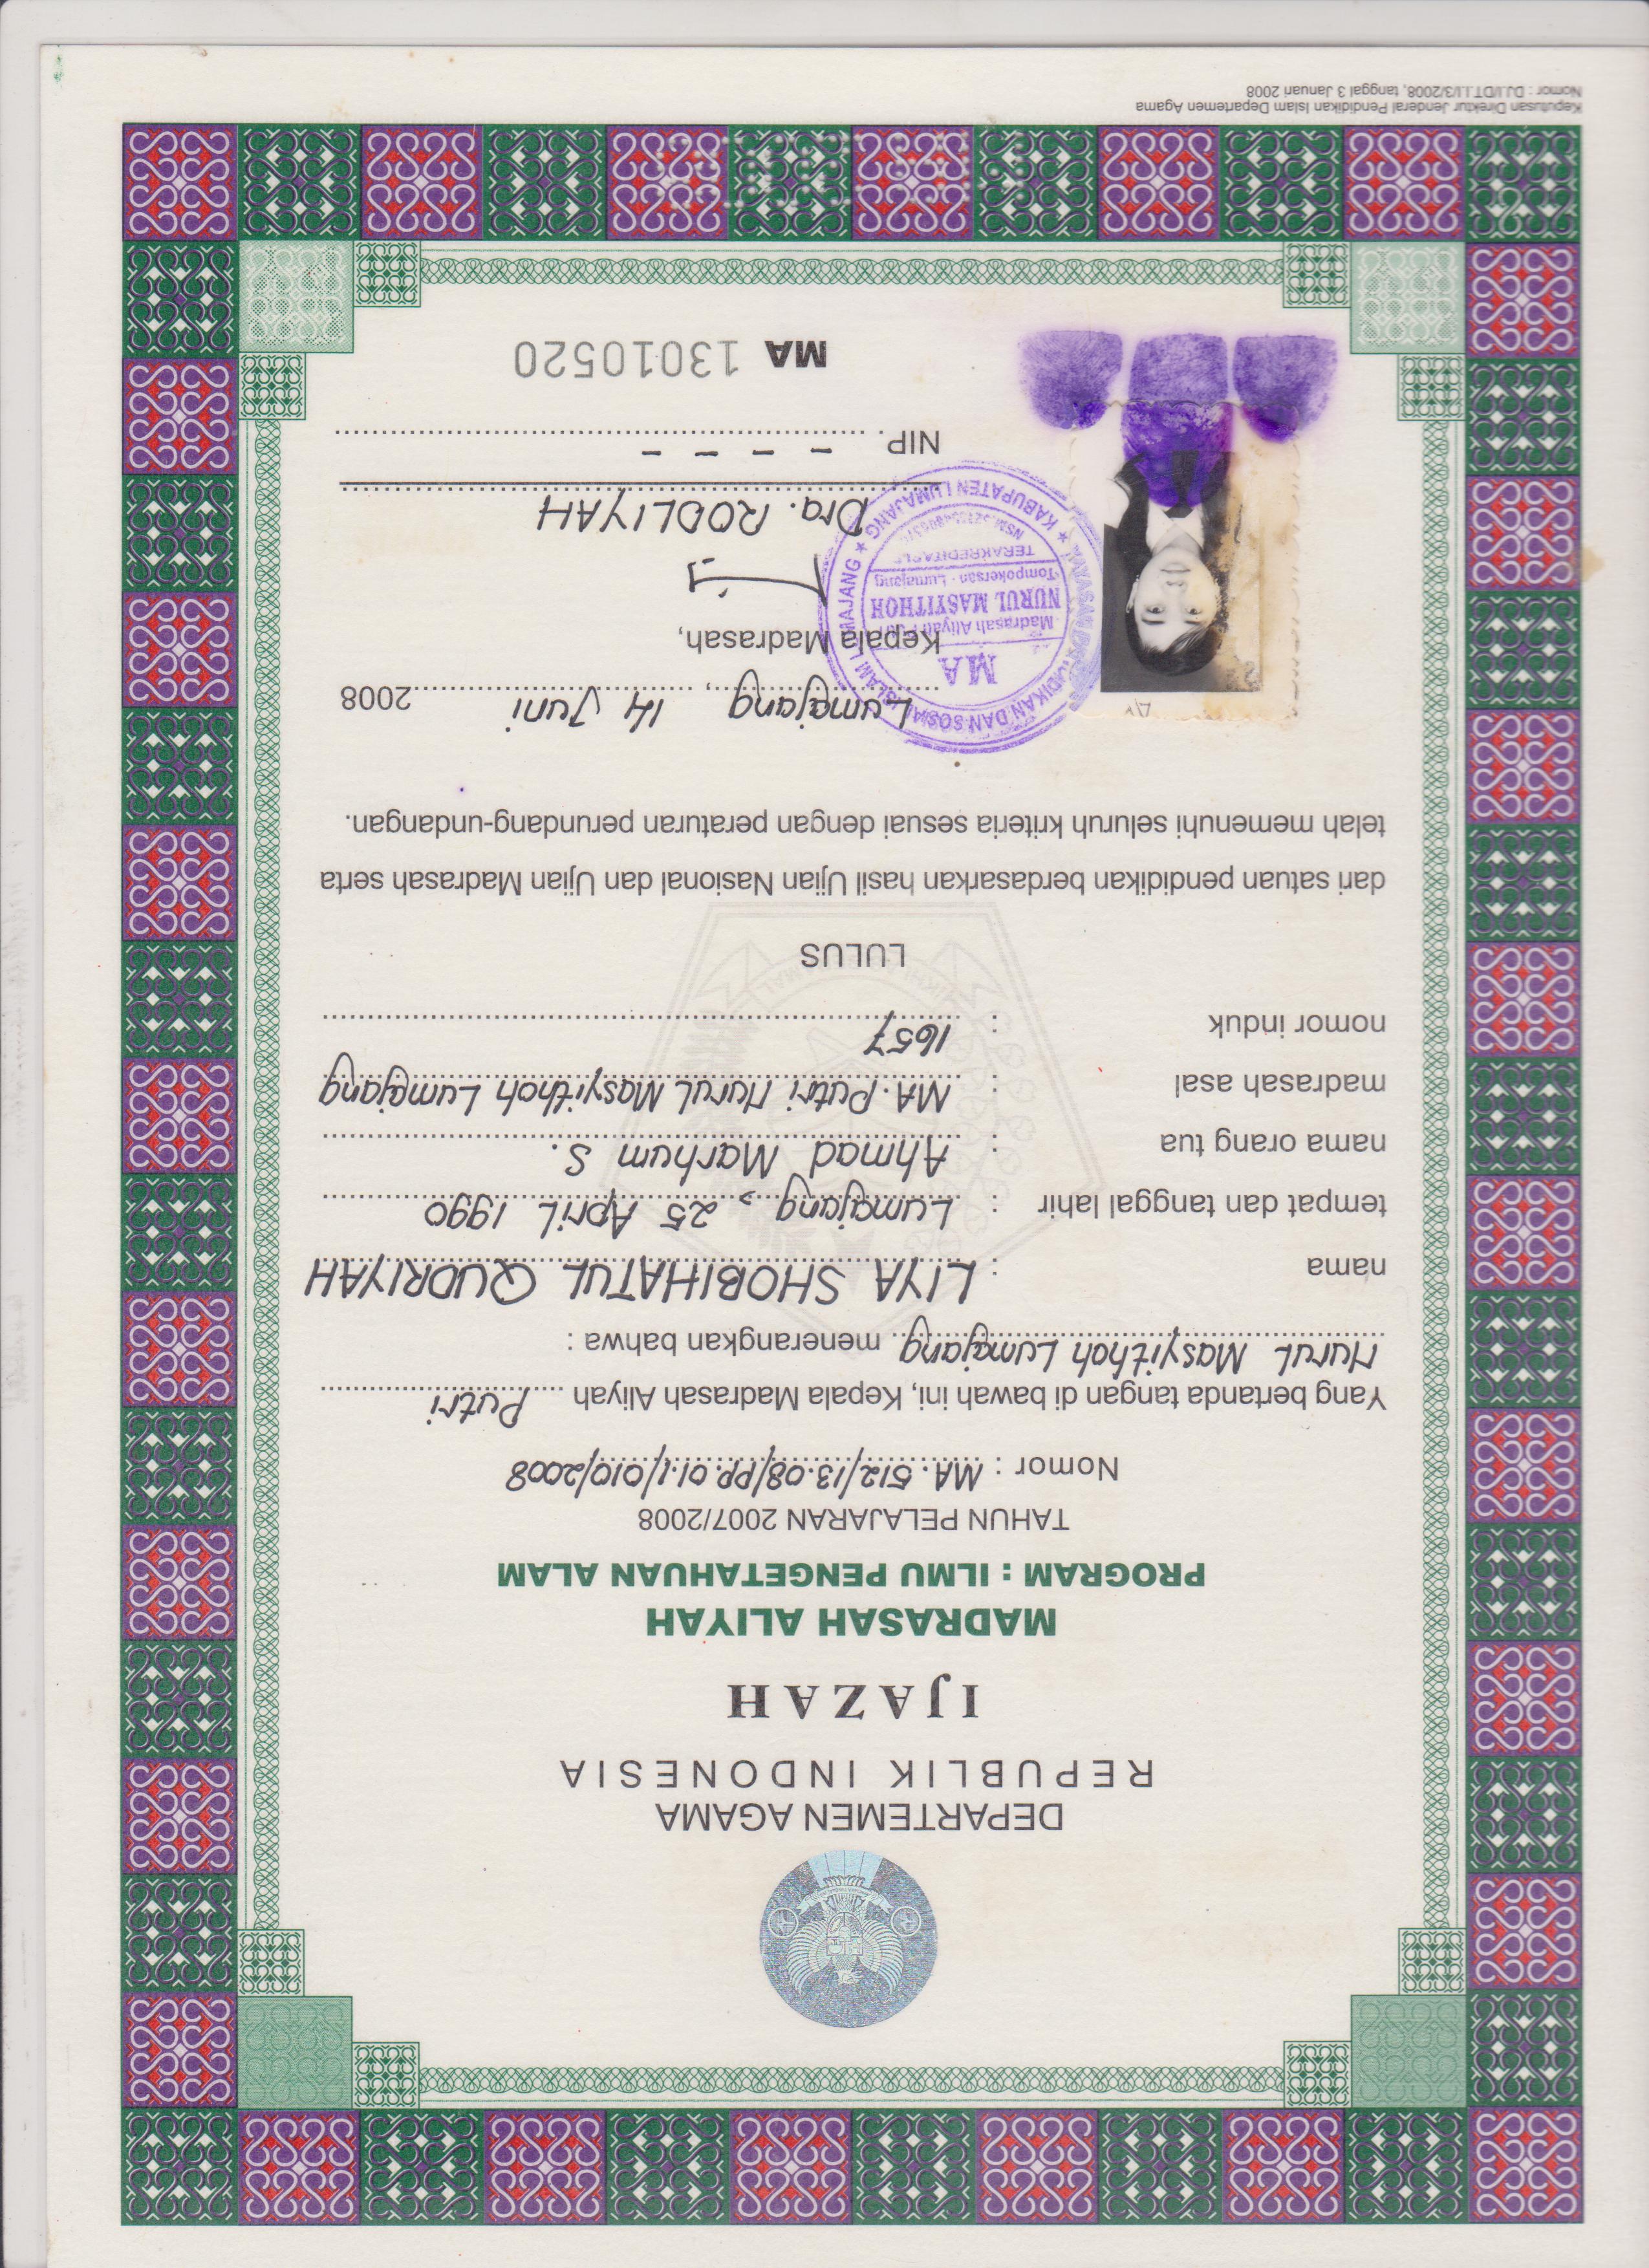 DEPARTEMEN AGAMA
REPUBLIK INDONESIA
IJAZAH
MADRASAH ALIYAH
PROGRAM : ILMU PENGETAHUAN ALAM
TAHUN PELAJARAN 2007/2008
Nomor : MA. 512/13.08/PP.01.1/010/2008
Yang bertanda tangan di bawah ini, Kepala Madrasah Aliyah Putri
Nurul Masyithoh Lumajang menerangkan bahwa :
nama : LIYA SHOBIHATUL QUDRIYAH
tempat dan tanggal lahir : Lumajang, 25 April 1990
nama orang tua : Ahmad Marhum S.
madrasah asal : MA. Putri Nurul Masyithoh Lumajang
nomor induk : 1657
LULUS
dari satuan pendidikan berdasarkan hasil Ujian Nasional dan Ujian Madrasah serta
telah memenuhi seluruh kriteria sesuai dengan peraturan perundang-undangan.
Lumajang, 14 Juni 2008
Kepala Madrasah,
MA
Madrasah Aliyah
NURUL MASYITHOH
Tompokersan - Lumajang
KABUPATEN LUMAJANG
Dra. RODLIYAH
NIP. - - - -
MA 13010520
Keputusan Direktur Jenderal Pendidikan Islam Departemen Agama
Nomor : DJ.I/DT.I.I/3/2008, tanggal 3 Januari 2008